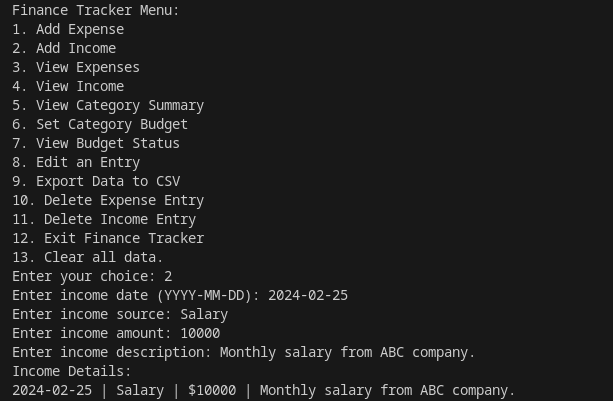 Finance Tracker Menu:
1. Add Expense
2. Add Income
3. View Expenses
4. View Income
5. View Category Summary
6. Set Category Budget
7. View Budget Status
8. Edit an Entry
9. Export Data to CSV
10. Delete Expense Entry
11. Delete Income Entry
12. Exit Finance Tracker
13. Clear all data.
Enter your choice: 2
Enter income date (YYYY-MM-DD): 2024-02-25
Enter income source: Salary
Enter income amount: 10000
Enter income description: Monthly salary from ABC company.
Income Details:
2024-02-25 | Salary | $10000 | Monthly salary from ABC company.